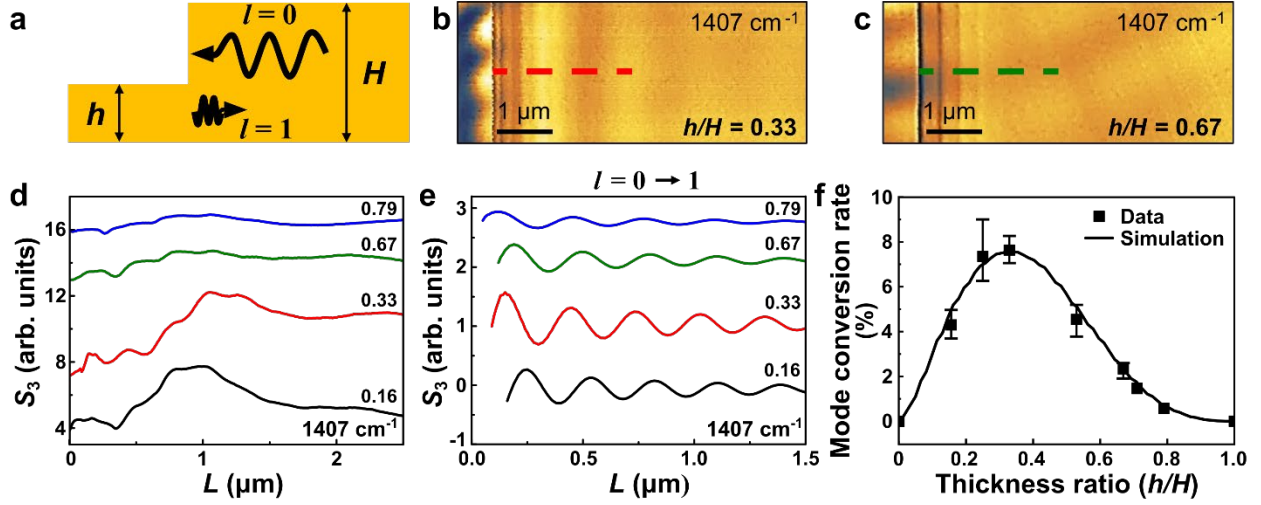 a
l = 0
H
h
l = 1
b
1407 cm⁻¹
1 µm
h/H = 0.33
c
1407 cm⁻¹
1 µm
h/H = 0.67
d
S₃ (arb. units)
16
12
8
4
0.79
0.67
0.33
0.16
1407 cm⁻¹
0
1
2
L (µm)
l = 0 → 1
e
S₃ (arb. units)
3
2
1
0
-1
0.79
0.67
0.33
0.16
1407 cm⁻¹
0.0
0.5
1.0
1.5
L (µm)
f
Mode conversion rate
(%)
10
8
6
4
2
0
Data
Simulation
0.0
0.2
0.4
0.6
0.8
1.0
Thickness ratio (h/H)